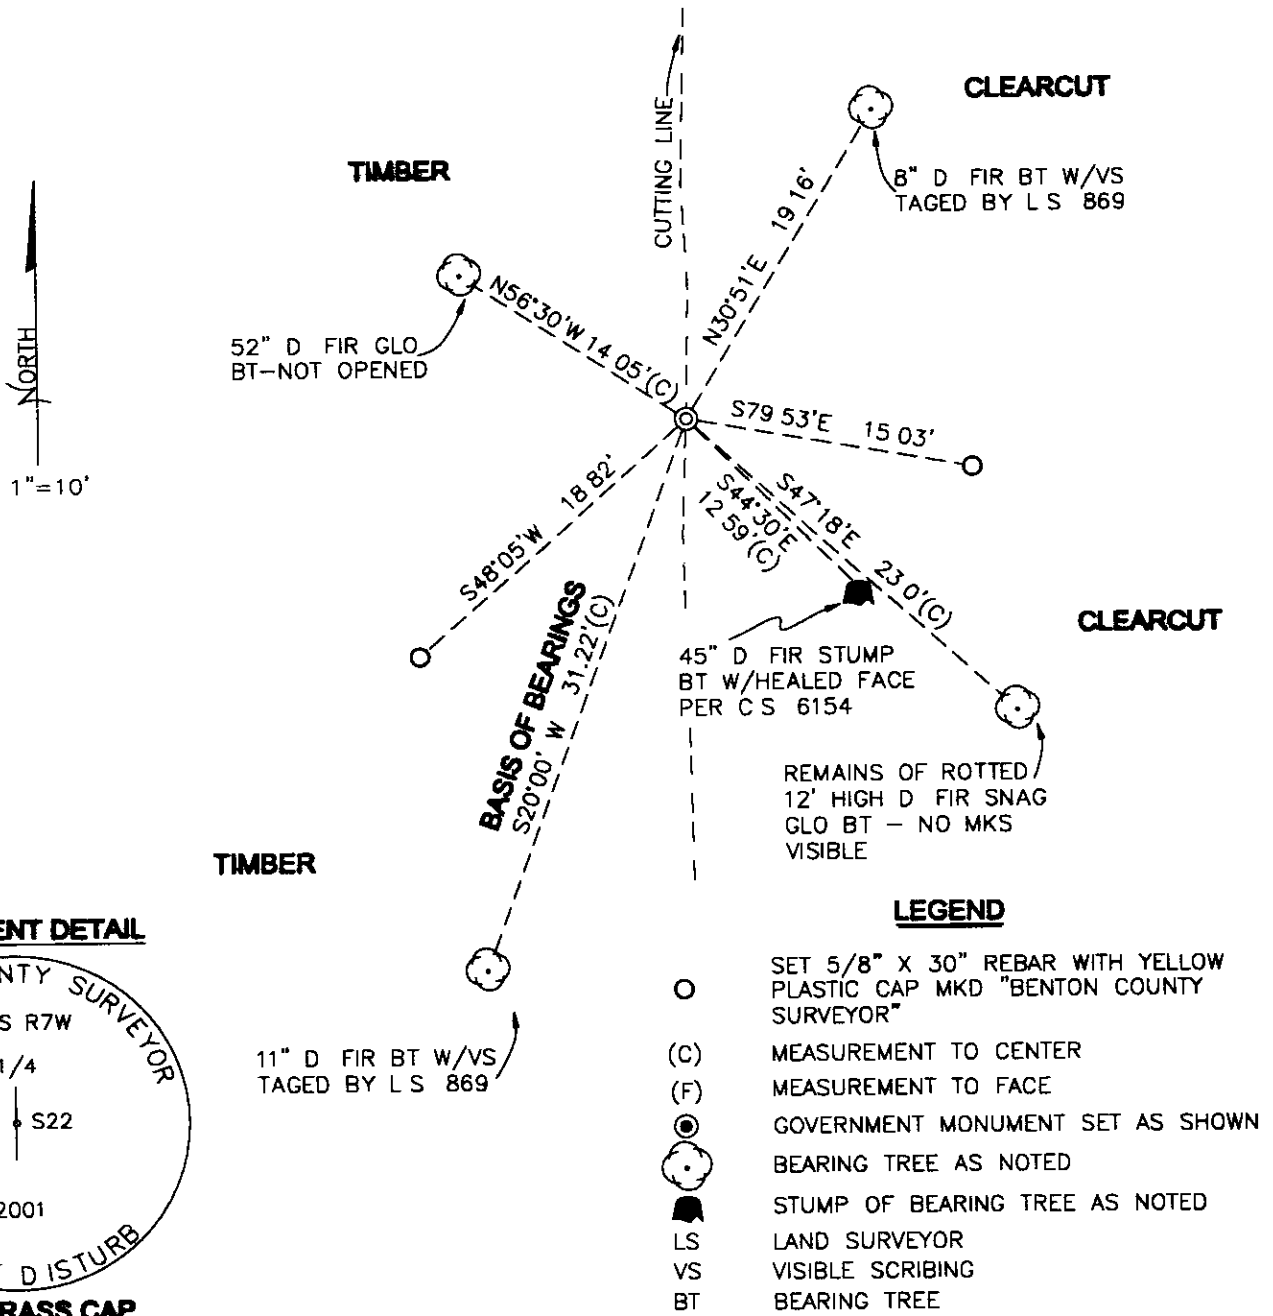 CLEARCUT
TIMBER
CUTTING LINE
8" D FIR BT W/VS
TAGED BY L S 869
N30°51'E 19 16'
N56°30'W 14 05'(C)
52" D FIR GLO
BT-NOT OPENED
NORTH
1"=10'
S79 53'E 15 03'
S47°18'E 23 0'(C)
S44°30'E
12 59'(C)
S48°05'W 18 82'
BASIS OF BEARINGS
S20°00' W 31.22'(C)
CLEARCUT
45" D FIR STUMP
BT W/HEALED FACE
PER C S 6154
REMAINS OF ROTTED
12' HIGH D FIR SNAG
GLO BT – NO MKS
VISIBLE
TIMBER
11" D FIR BT W/VS
TAGED BY L S 869
ENT DETAIL
NTY SURVEYOR
S R7W
1/4
S22
2001
T DISTURB
RASS CAP
LEGEND
SET 5/8" X 30" REBAR WITH YELLOW
PLASTIC CAP MKD "BENTON COUNTY
SURVEYOR"
(C) MEASUREMENT TO CENTER
(F) MEASUREMENT TO FACE
GOVERNMENT MONUMENT SET AS SHOWN
BEARING TREE AS NOTED
STUMP OF BEARING TREE AS NOTED
LS LAND SURVEYOR
VS VISIBLE SCRIBING
BT BEARING TREE